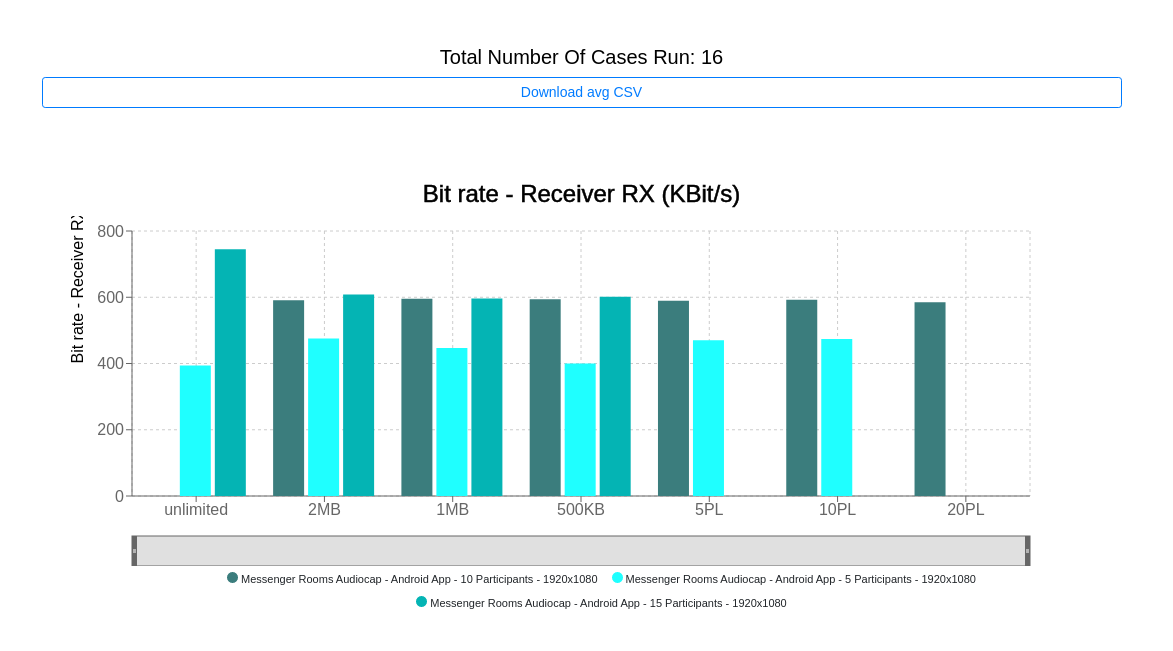 Total Number Of Cases Run: 16
Download avg CSV
Bit rate - Receiver RX (KBit/s)
Bit rate - Receiver RX
800
600
400
200
0
unlimited 2MB 1MB 500KB 5PL 10PL 20PL
Messenger Rooms Audiocap - Android App - 10 Participants - 1920x1080 Messenger Rooms Audiocap - Android App - 5 Participants - 1920x1080
Messenger Rooms Audiocap - Android App - 15 Participants - 1920x1080